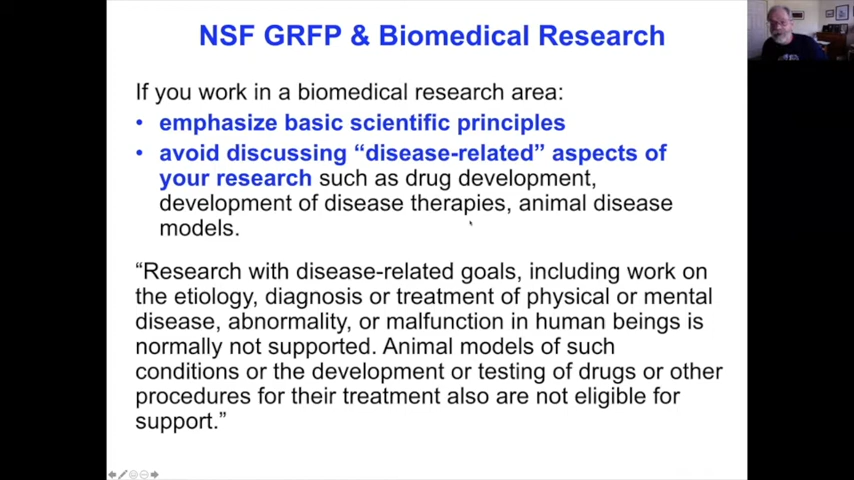 NSF GRFP & Biomedical Research
If you work in a biomedical research area:
• emphasize basic scientific principles
• avoid discussing “disease-related” aspects of
your research such as drug development,
development of disease therapies, animal disease
models.
“Research with disease-related goals, including work on
the etiology, diagnosis or treatment of physical or mental
disease, abnormality, or malfunction in human beings is
normally not supported. Animal models of such
conditions or the development or testing of drugs or other
procedures for their treatment also are not eligible for
support.”